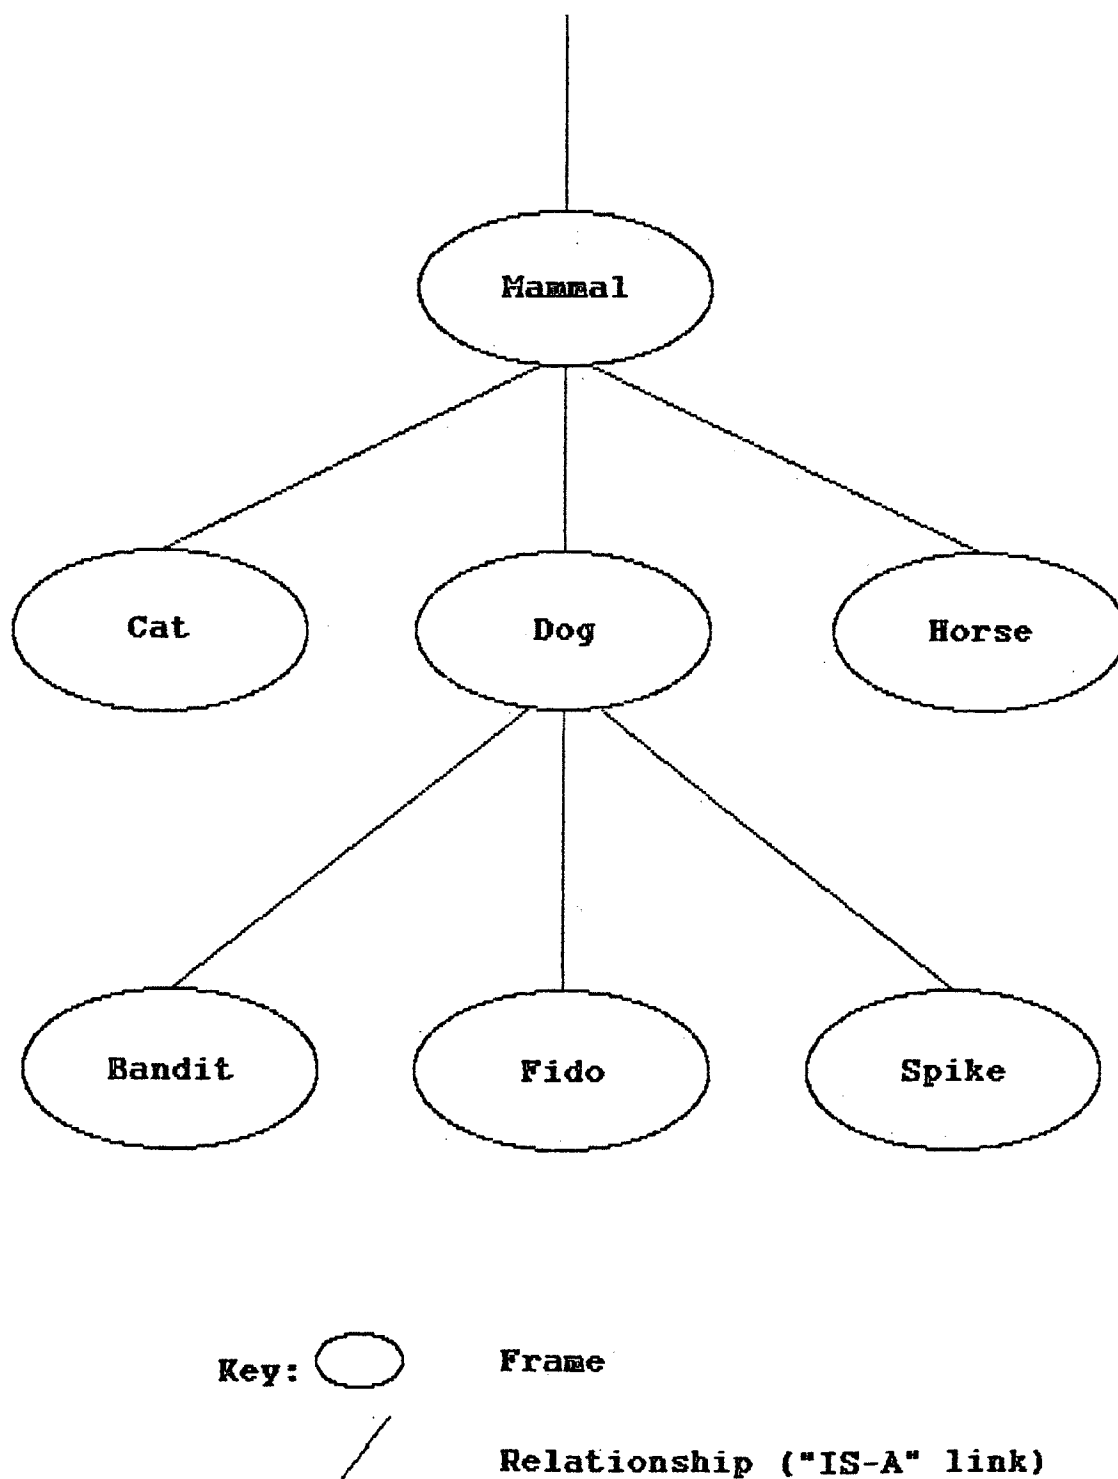 Mammal
Cat Dog Horse
Bandit Fido Spike
Key: Frame
Relationship ("IS-A" link)